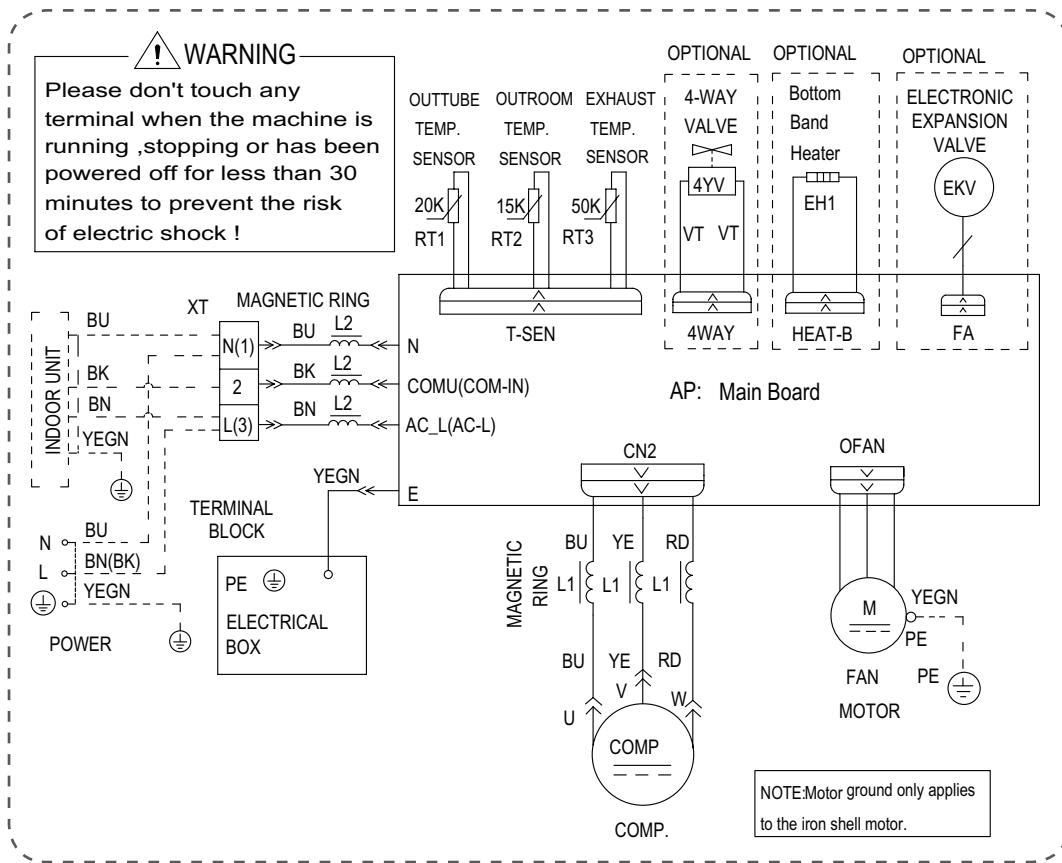 WARNING
Please don't touch any
terminal when the machine is
running ,stopping or has been
powered off for less than 30
minutes to prevent the risk
of electric shock !
OUTTUBE
TEMP.
SENSOR
OUTROOM
TEMP.
SENSOR
EXHAUST
TEMP.
SENSOR
20K
RT1
15K
RT2
50K
RT3
T-SEN
OPTIONAL
4-WAY
VALVE
4YV
VT VT
4WAY
OPTIONAL
Bottom
Band
Heater
EH1
HEAT-B
OPTIONAL
ELECTRONIC
EXPANSION
VALVE
EKV
FA
INDOOR UNIT
BU
BK
BN
YEGN
XT
N(1)
2
L(3)
MAGNETIC RING
BU L2
BK L2
BN L2
N
COMU(COM-IN)
AC_L(AC-L)
E
AP: Main Board
YEGN
TERMINAL
BLOCK
N
L
BU
BN(BK)
YEGN
POWER
PE
ELECTRICAL
BOX
CN2
MAGNETIC
RING
BU YE RD
L1 L1 L1
BU YE RD
U V W
COMP
COMP.
OFAN
M
YEGN
PE
PE
FAN
MOTOR
NOTE:Motor ground only applies
to the iron shell motor.